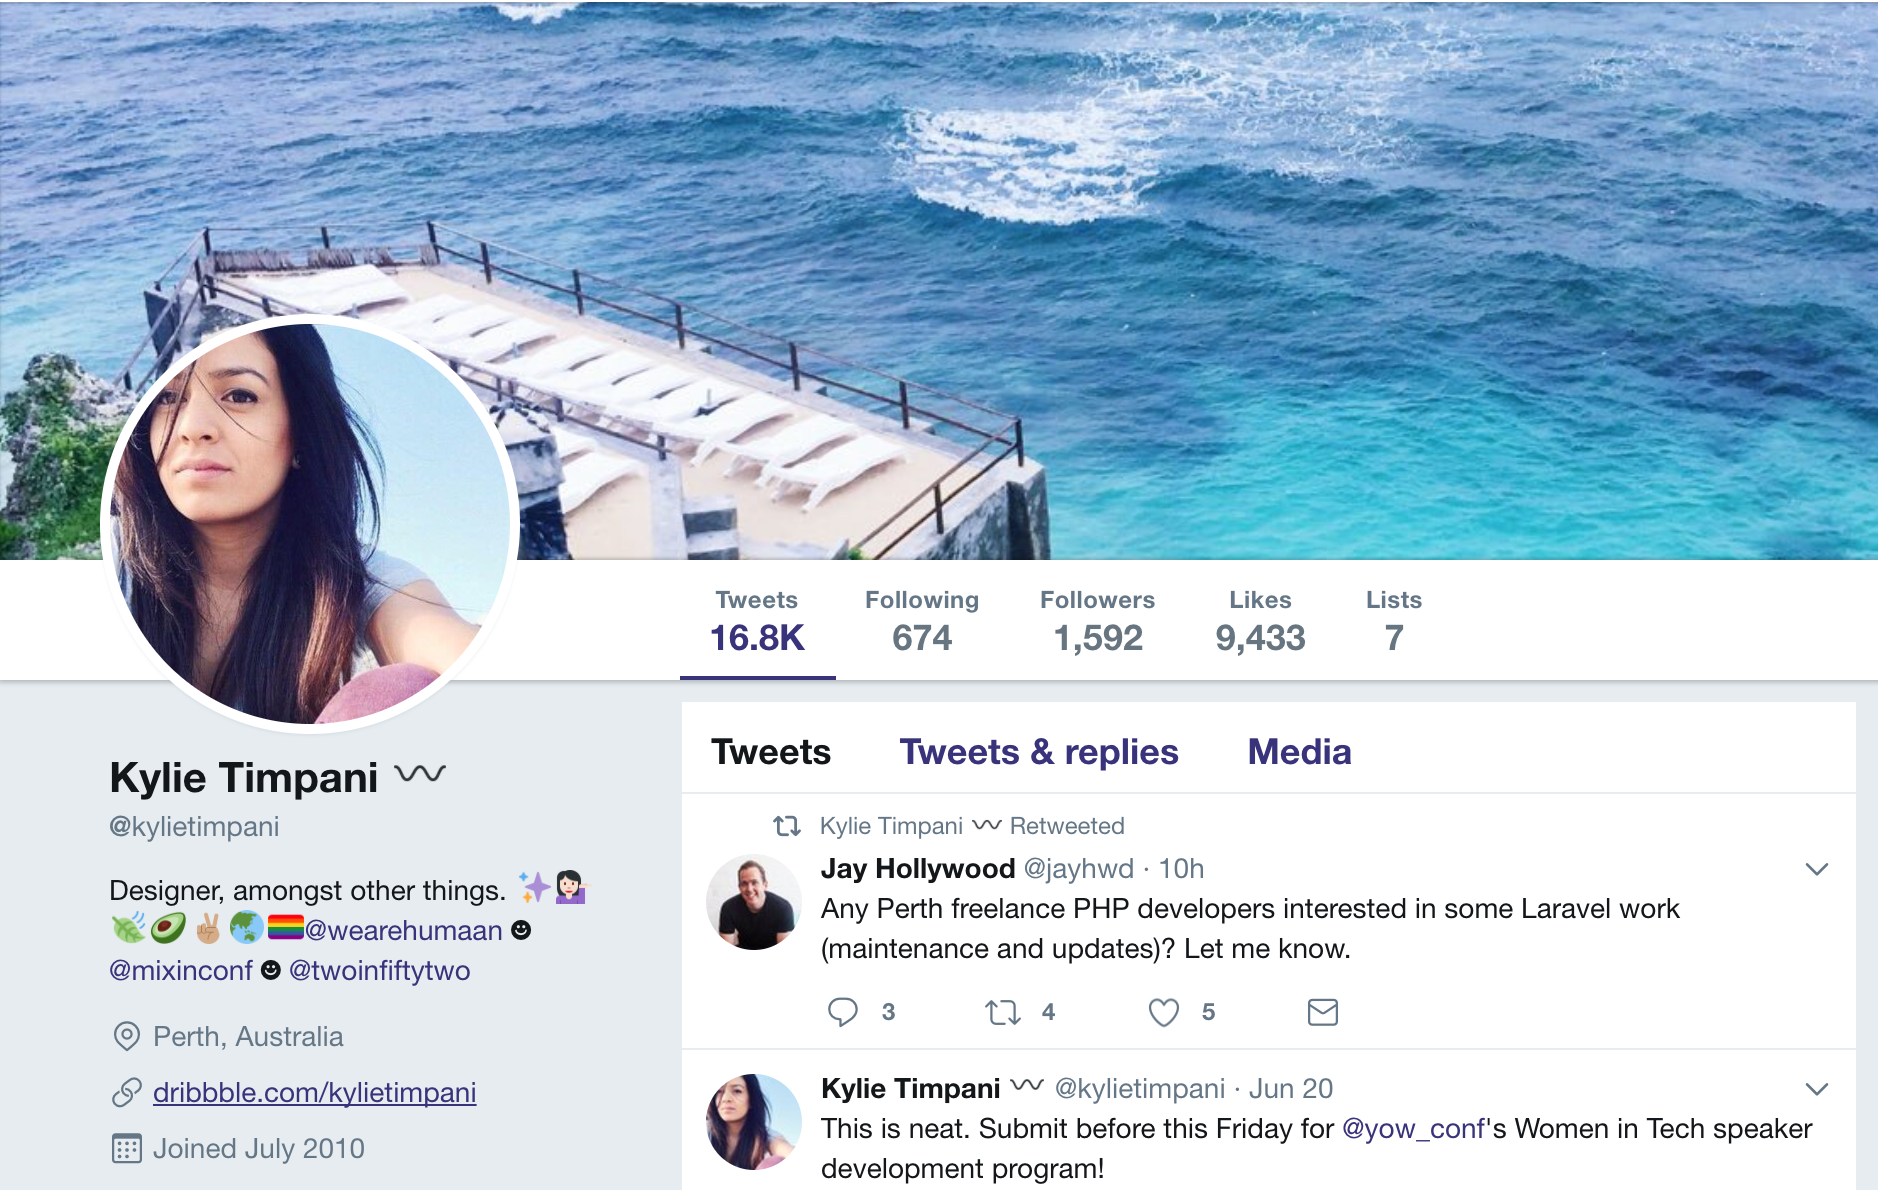 Tweets
16.8K
Following
674
Followers
1,592
Likes
9,433
Lists
7
Kylie Timpani 〰
@kylietimpani
Designer, amongst other things. ✨💁🏻
🍃🥑✌🏽🌏🏳️‍🌈@wearehumaan ☻
@mixinconf ☻ @twoinfiftytwo
Perth, Australia
dribbble.com/kylietimpani
Joined July 2010
Tweets
Tweets & replies
Media
Kylie Timpani 〰 Retweeted
Jay Hollywood @jayhwd · 10h
Any Perth freelance PHP developers interested in some Laravel work
(maintenance and updates)? Let me know.
3
4
5
Kylie Timpani 〰 @kylietimpani · Jun 20
This is neat. Submit before this Friday for @yow_conf's Women in Tech speaker
development program!